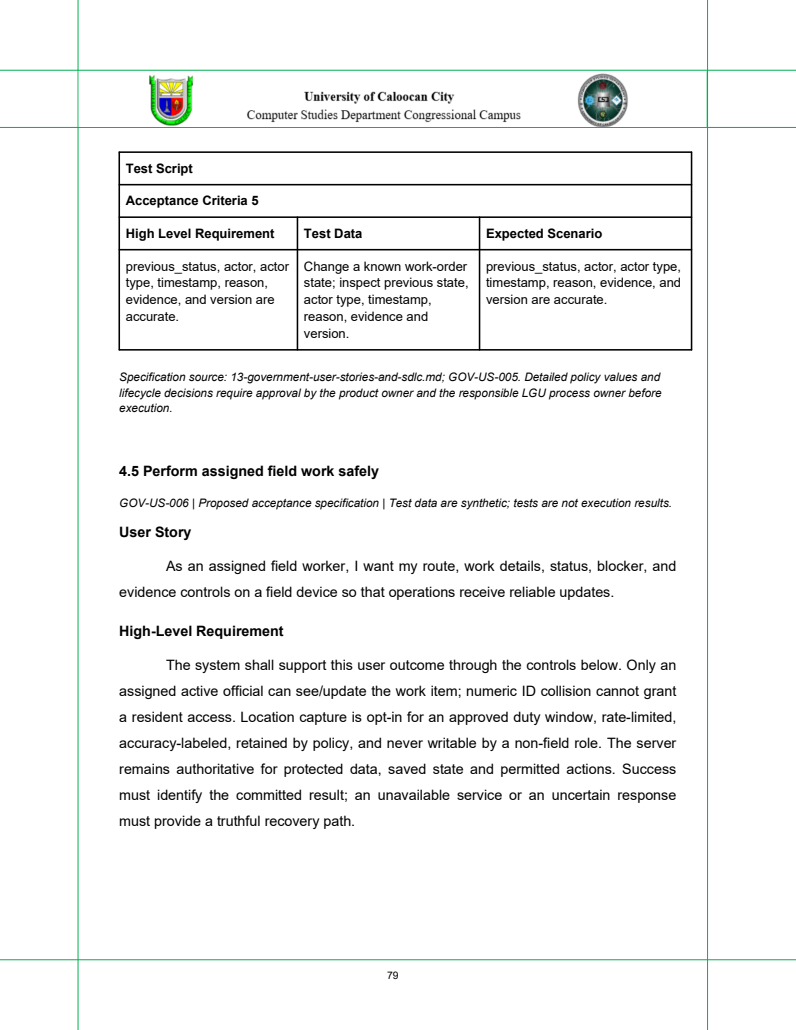 University of Caloocan City
Computer Studies Department Congressional Campus
Test Script
Acceptance Criteria 5
High Level Requirement
Test Data
Expected Scenario
previous_status, actor, actor
type, timestamp, reason,
evidence, and version are
accurate.
Change a known work-order
state; inspect previous state,
actor type, timestamp,
reason, evidence and
version.
previous_status, actor, actor type,
timestamp, reason, evidence, and
version are accurate.
Specification source: 13-government-user-stories-and-sdlc.md; GOV-US-005. Detailed policy values and
lifecycle decisions require approval by the product owner and the responsible LGU process owner before
execution.
4.5 Perform assigned field work safely
GOV-US-006 | Proposed acceptance specification | Test data are synthetic; tests are not execution results.
User Story
As an assigned field worker, I want my route, work details, status, blocker, and
evidence controls on a field device so that operations receive reliable updates.
High-Level Requirement
The system shall support this user outcome through the controls below. Only an
assigned active official can see/update the work item; numeric ID collision cannot grant
a resident access. Location capture is opt-in for an approved duty window, rate-limited,
accuracy-labeled, retained by policy, and never writable by a non-field role. The server
remains authoritative for protected data, saved state and permitted actions. Success
must identify the committed result; an unavailable service or an uncertain response
must provide a truthful recovery path.
79